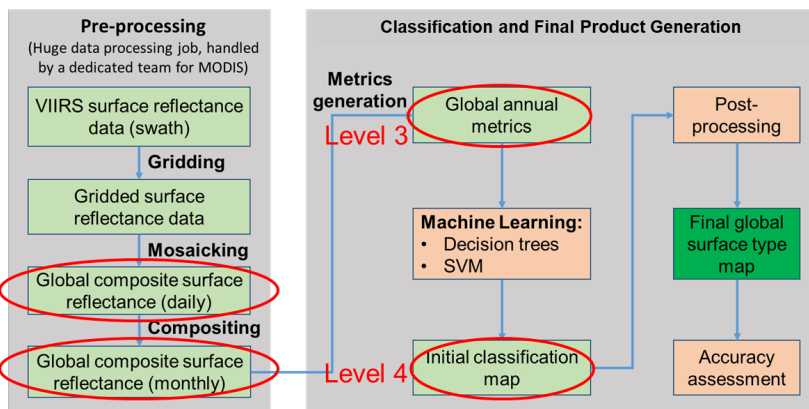 Pre-processing
(Huge data processing job, handled
by a dedicated team for MODIS)
VIIRS surface reflectance
data (swath)
Gridding
Gridded surface
reflectance data
Mosaicking
Global composite surface
reflectance (daily)
Compositing
Global composite surface
reflectance (monthly)
Classification and Final Product Generation
Metrics
generation
Level 3
Global annual
metrics
Machine Learning:
• Decision trees
• SVM
Level 4
Initial classification
map
Post-
processing
Final global
surface type
map
Accuracy
assessment